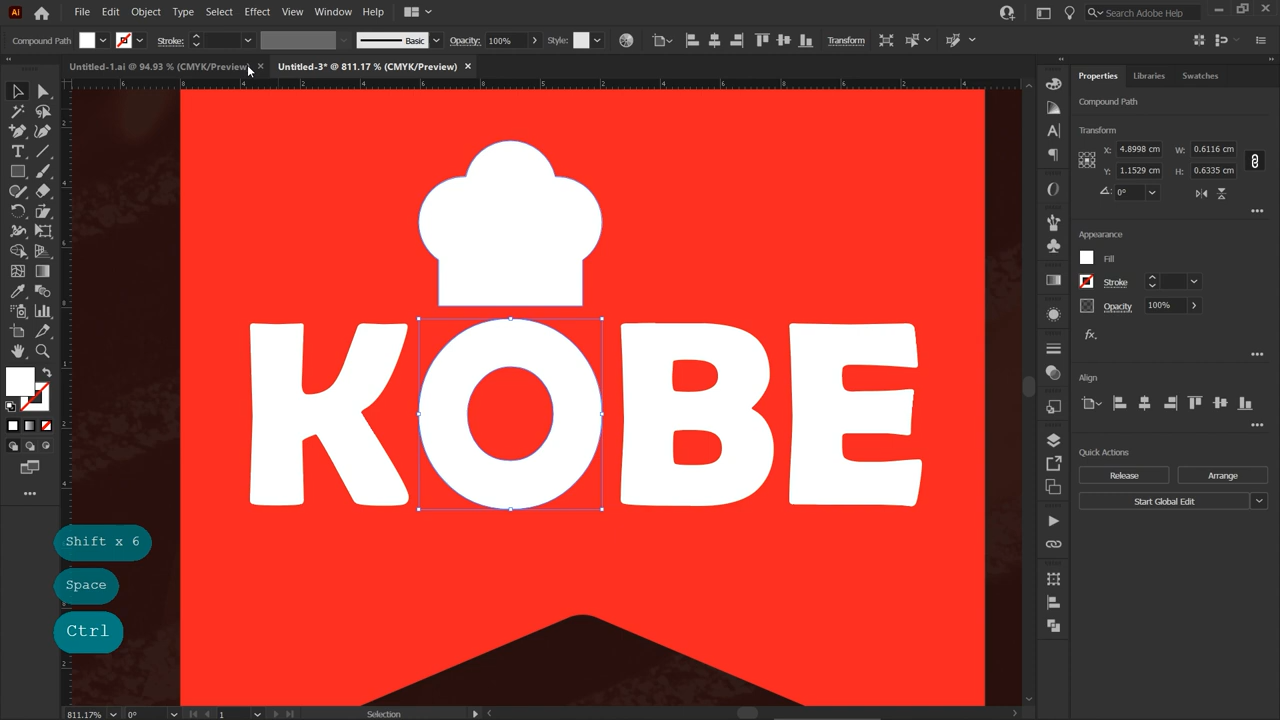 Ai File Edit Object Type Select Effect View Window Help Search Adobe Help
Compound Path Stroke: Basic Opacity: 100% Style: Transform
Untitled-1.ai @ 94.93 % (CMYK/Preview) × Untitled-3* @ 811.17 % (CMYK/Preview) ×
Properties Libraries Swatches
Compound Path
Transform
X: 4.8998 cm W: 0.6116 cm
Y: 1.1529 cm H: 0.6335 cm
0°
Appearance
Fill
Stroke
Opacity 100%
fx.
Align
Quick Actions
Release Arrange
Start Global Edit
KOBE
Shift x 6
Space
Ctrl
811.17% 0° 1 Selection